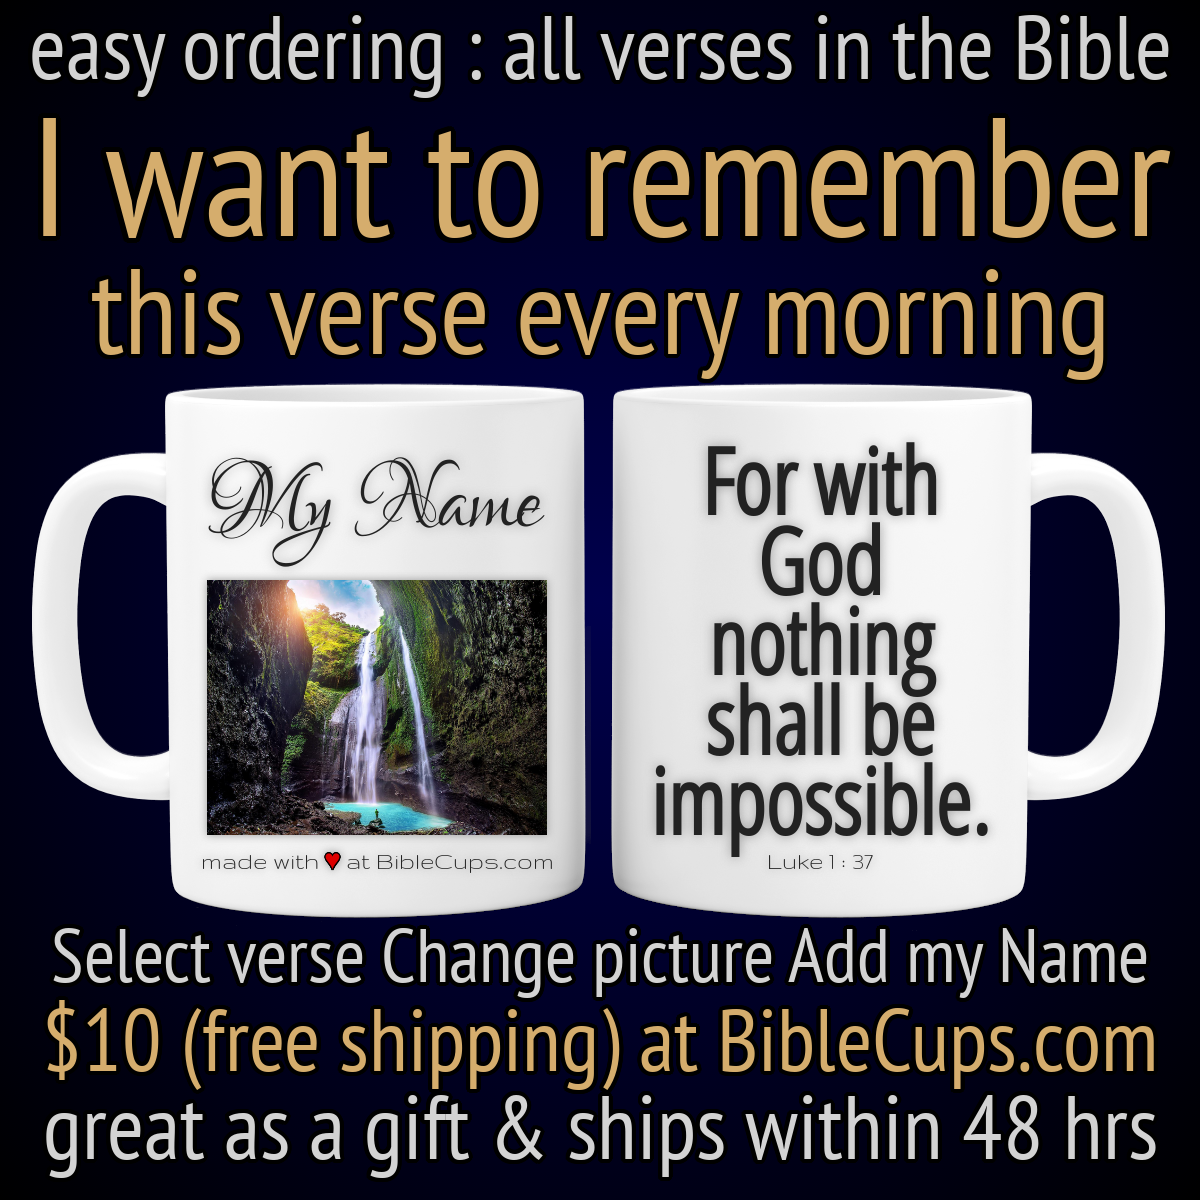 easy ordering : all verses in the Bible
I want to remember
this verse every morning
My Name
made with ♥ at BibleCups.com
For with
God
nothing
shall be
impossible.
Luke 1 : 37
Select verse Change picture Add my Name
$10 (free shipping) at BibleCups.com
great as a gift & ships within 48 hrs